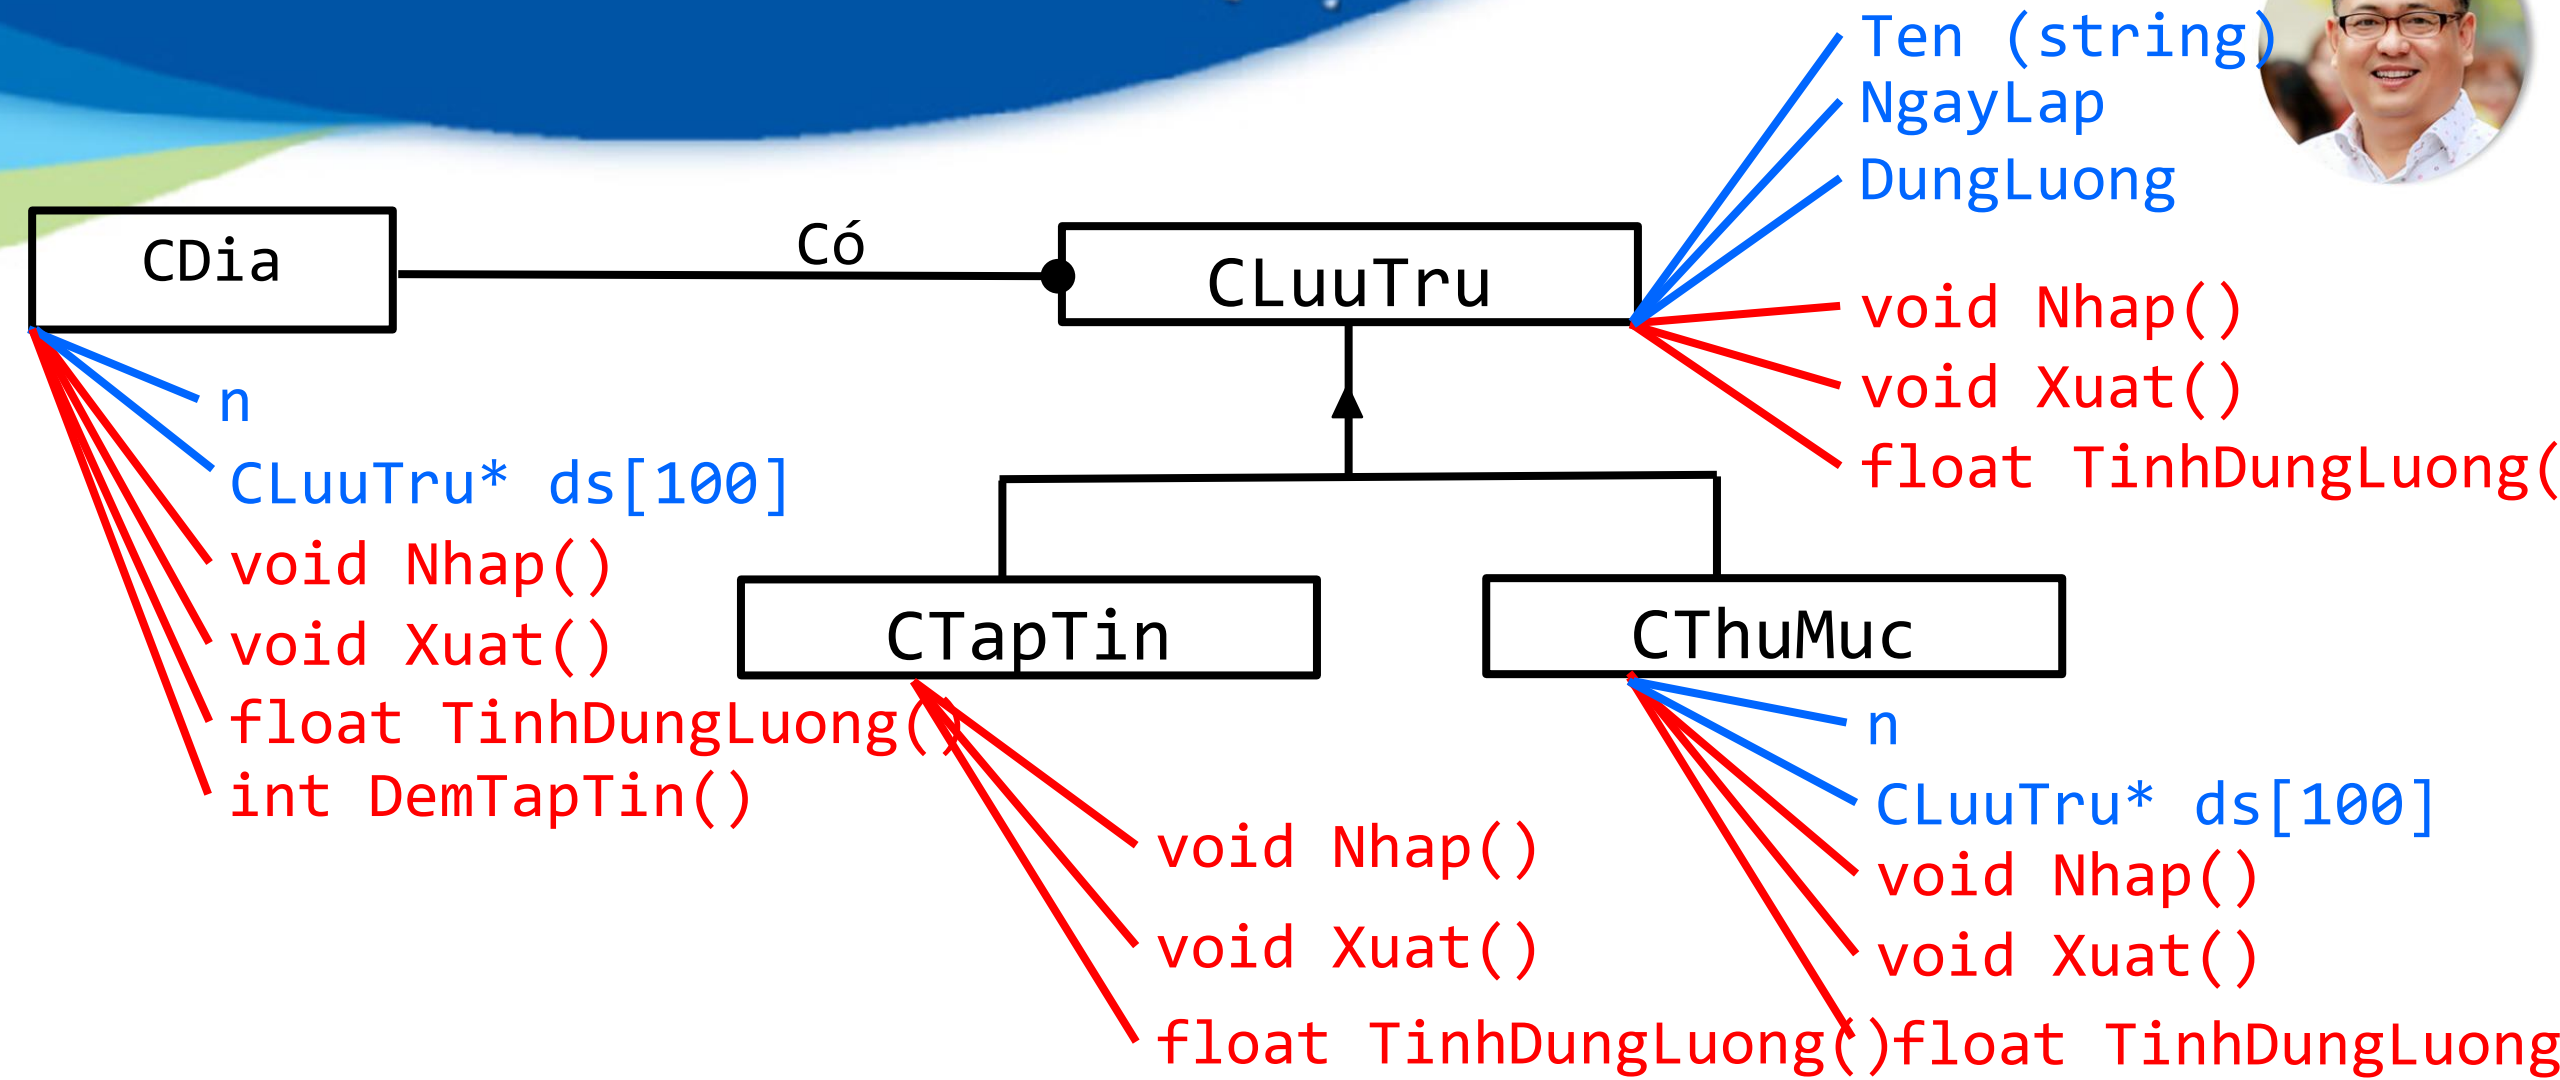 Ten (string)
NgayLap
DungLuong
CDia
Có
CLuuTru
void Nhap()
void Xuat()
float TinhDungLuong(
n
CLuuTru* ds[100]
void Nhap()
void Xuat()
float TinhDungLuong()
int DemTapTin()
CTapTin
void Nhap()
void Xuat()
float TinhDungLuong()
CThuMuc
n
CLuuTru* ds[100]
void Nhap()
void Xuat()
float TinhDungLuong